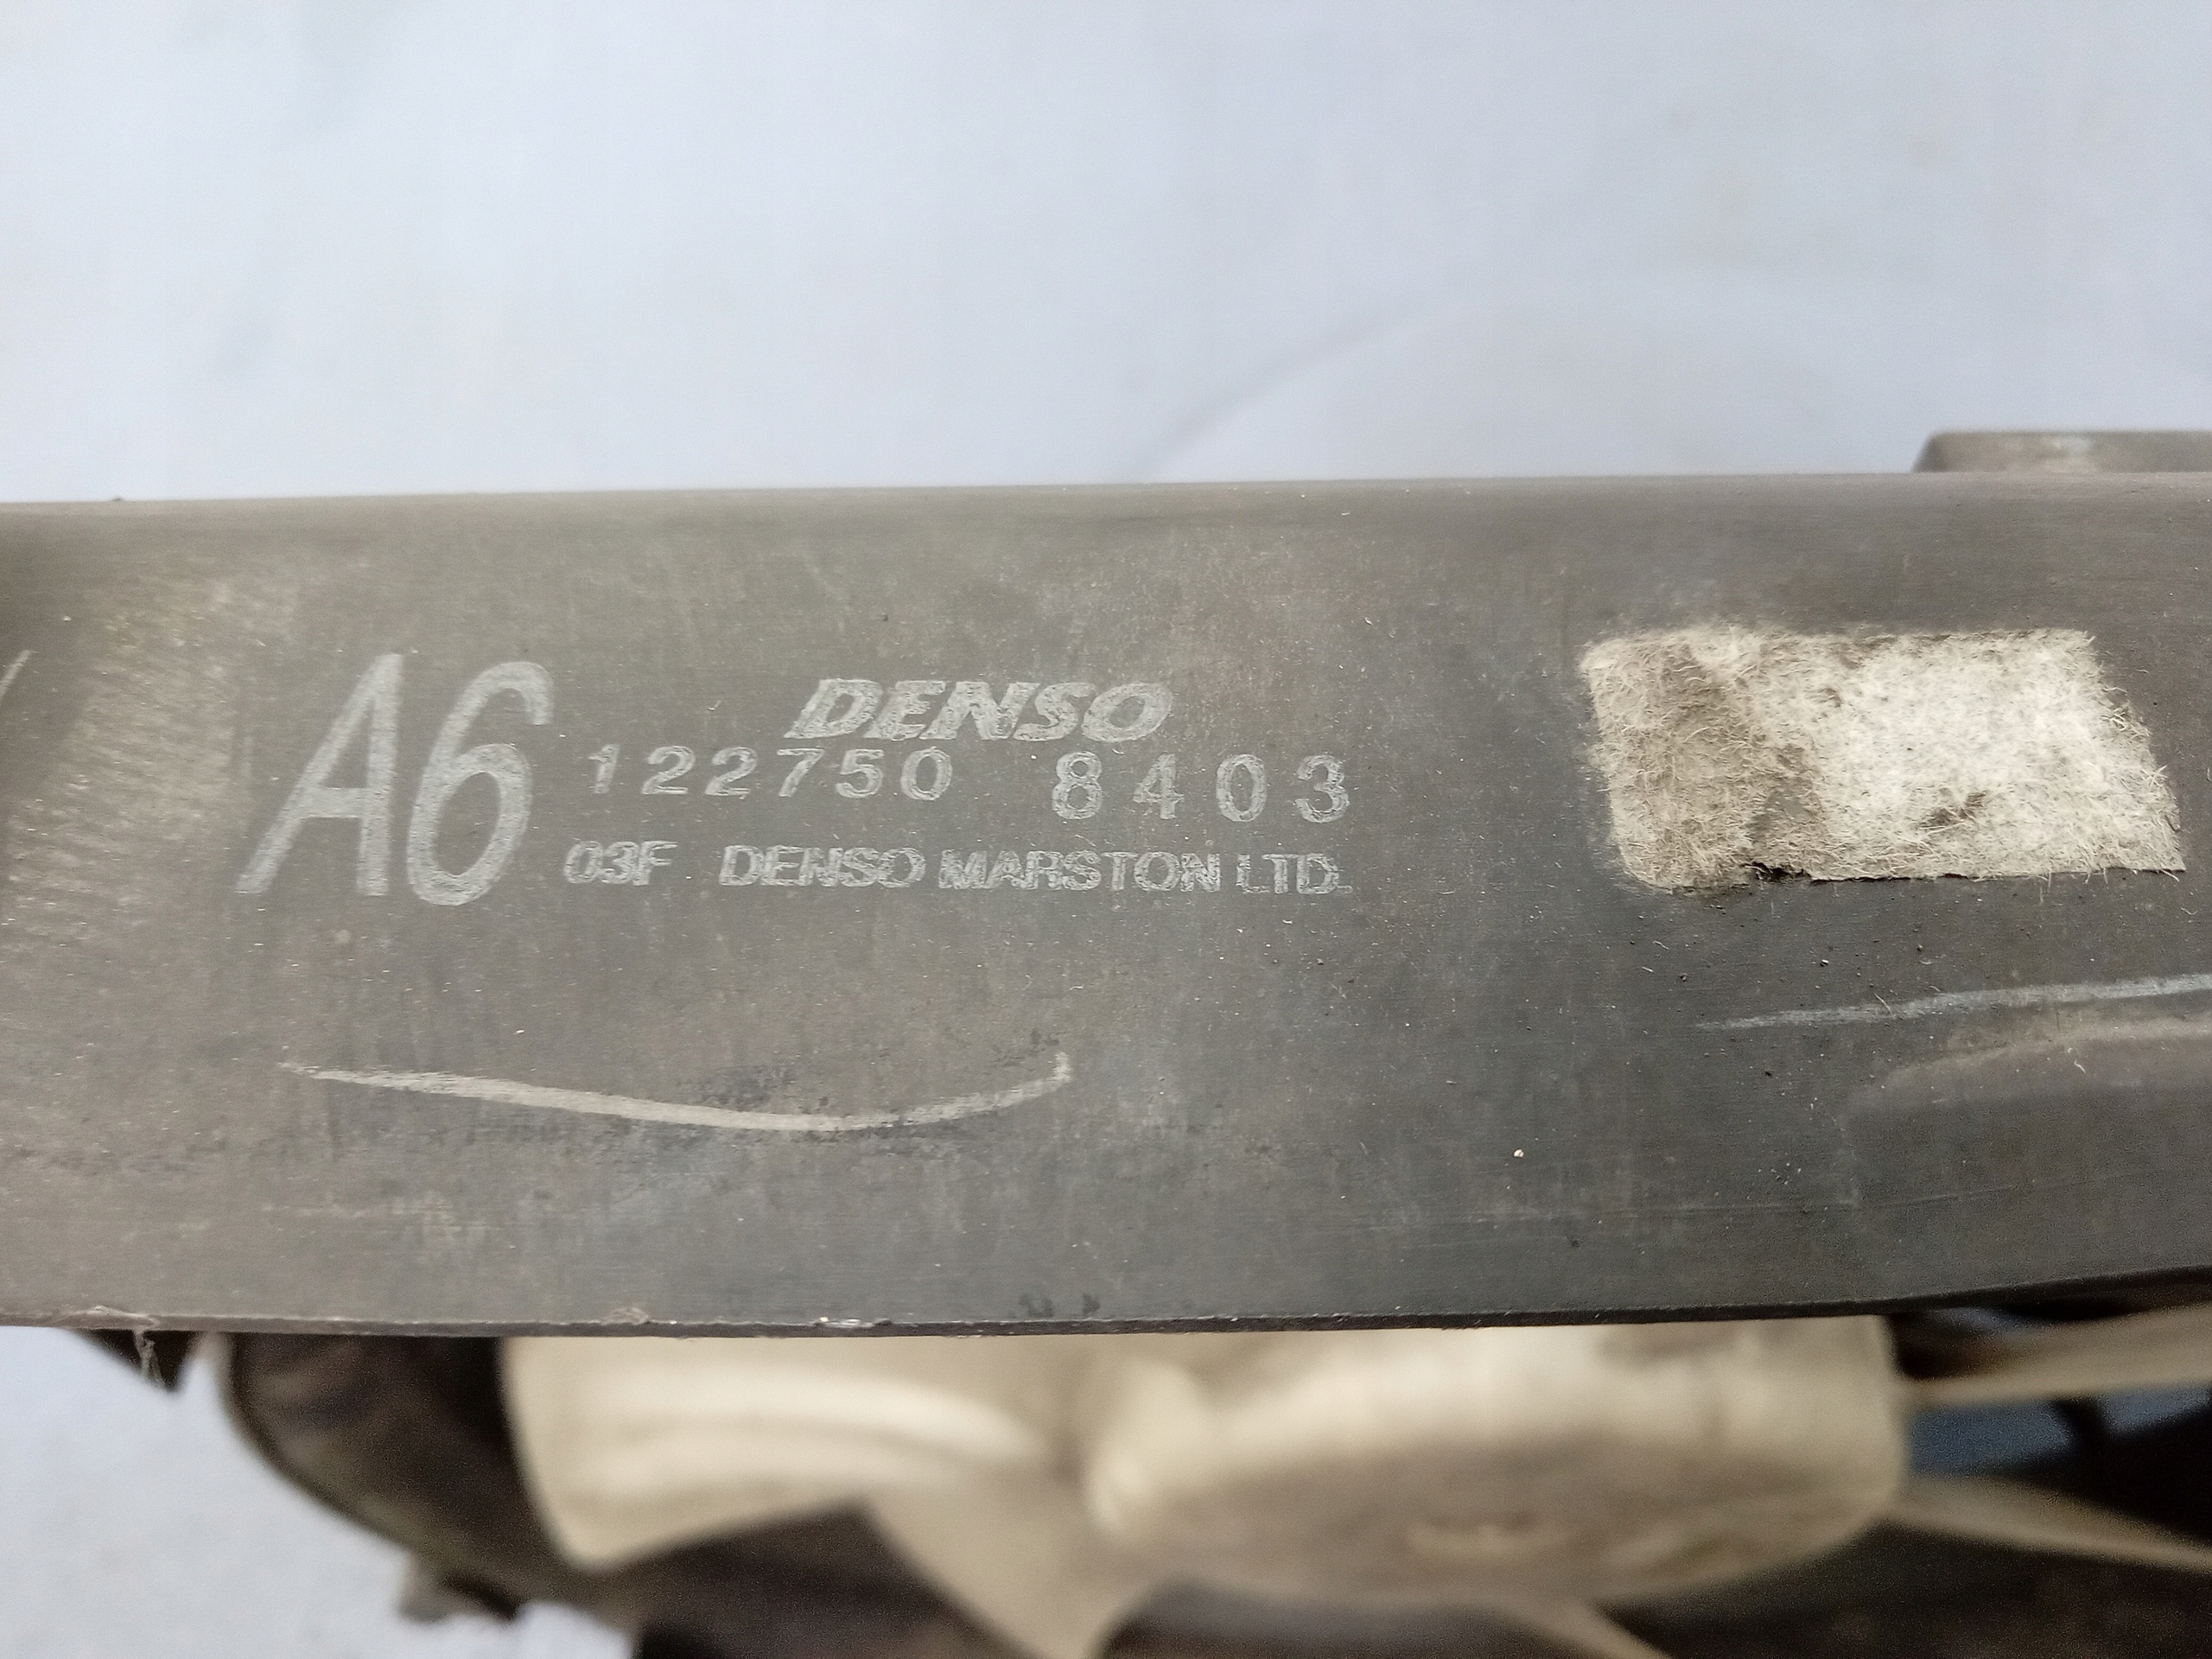 A6
DENSO
122750 8403
03F DENSO MARSTON LTD.